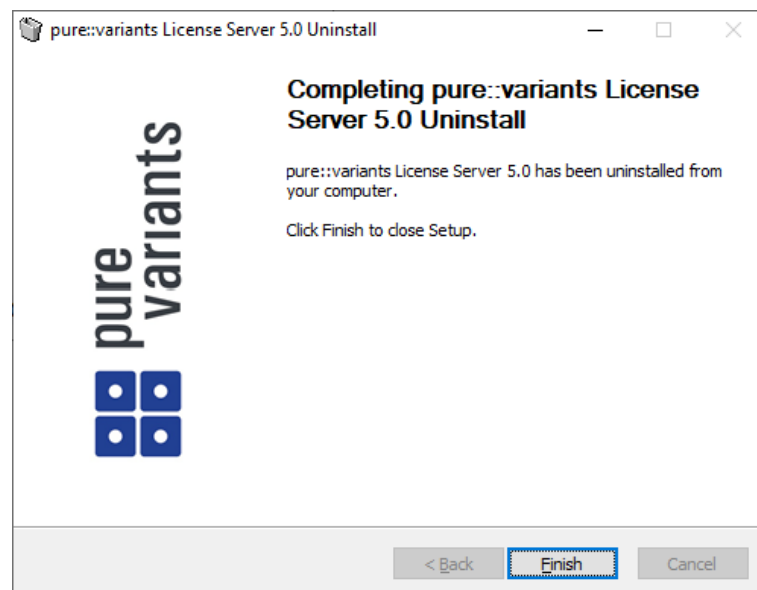 pure::variants License Server 5.0 Uninstall
Completing pure::variants License
Server 5.0 Uninstall
pure::variants License Server 5.0 has been uninstalled from
your computer.
Click Finish to close Setup.
pure
variants
< Back
Finish
Cancel